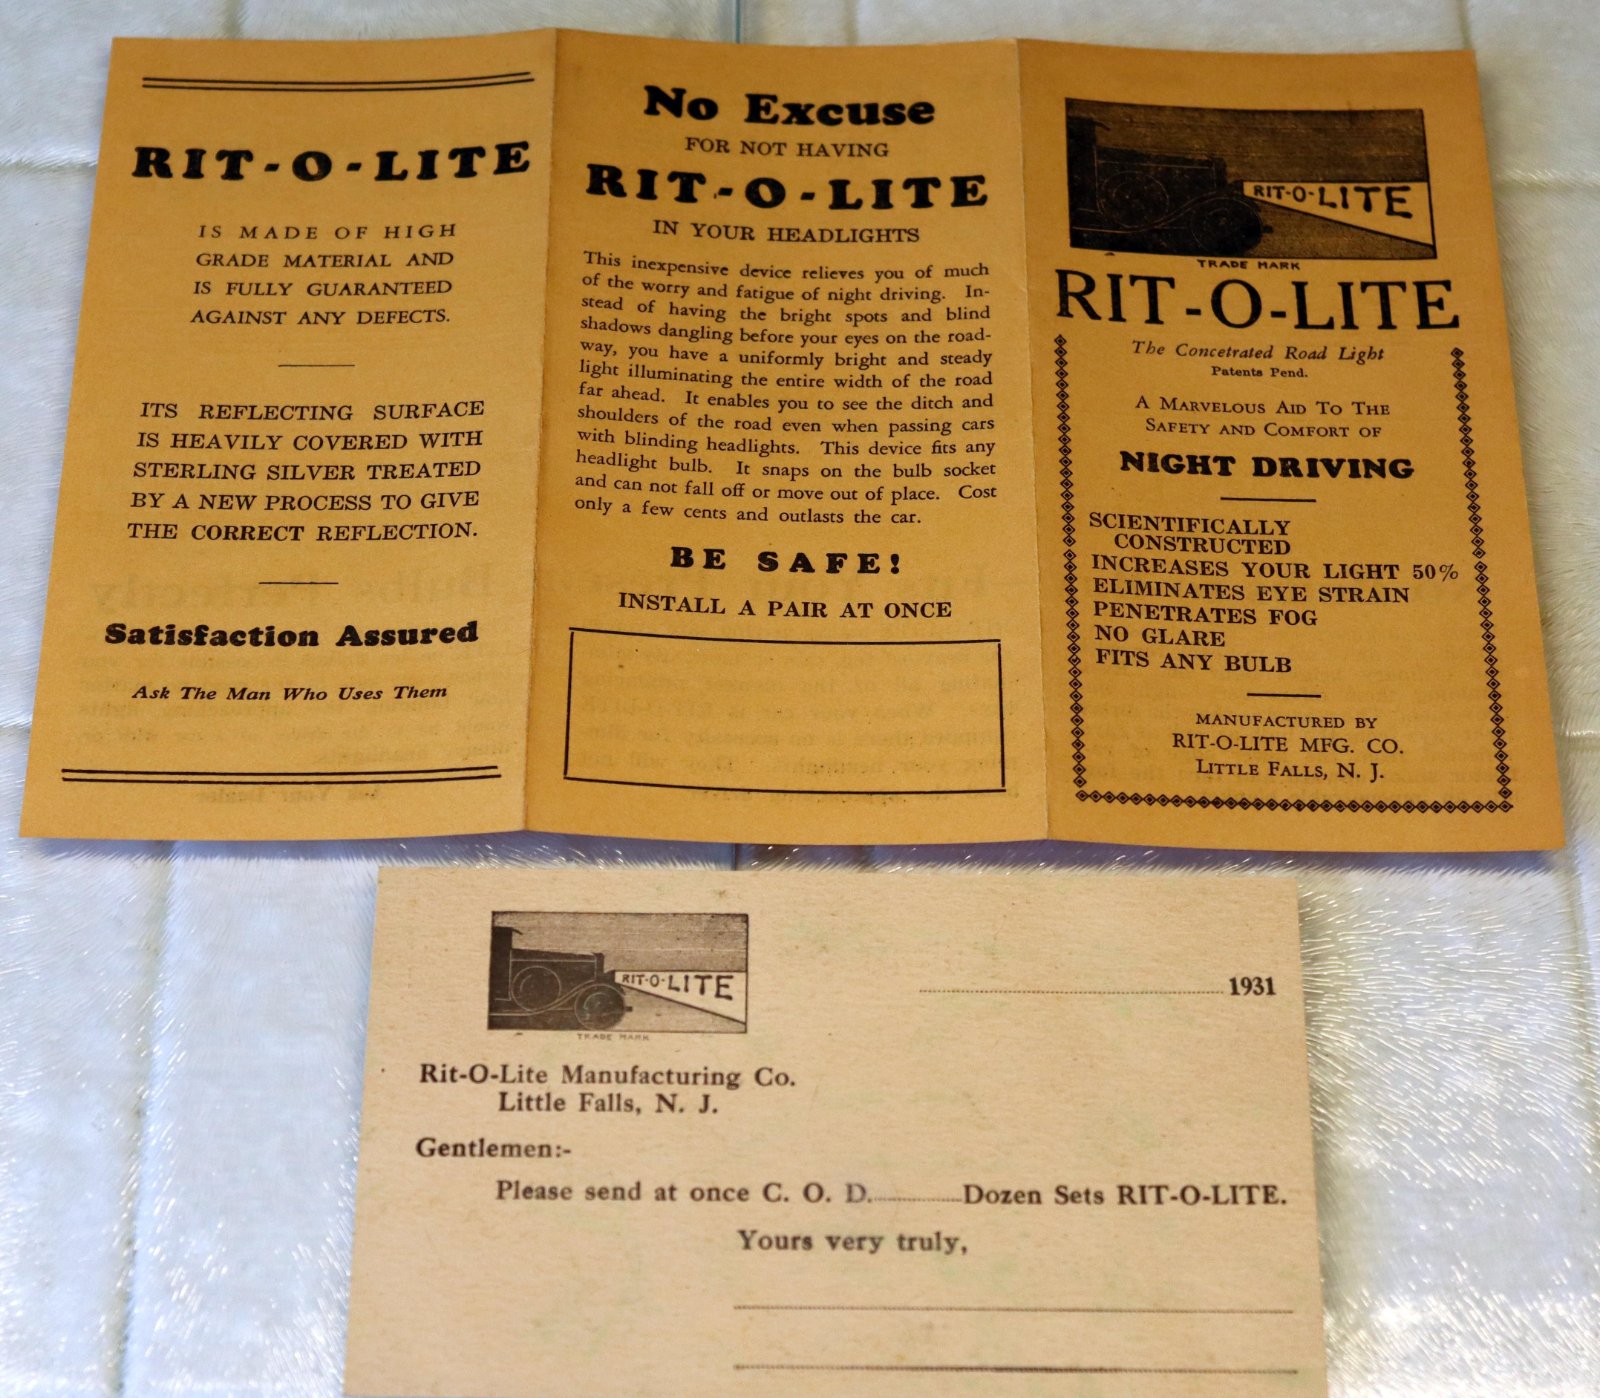 RIT-O-LITE
IS MADE OF HIGH
GRADE MATERIAL AND
IS FULLY GUARANTEED
AGAINST ANY DEFECTS.
ITS REFLECTING SURFACE
IS HEAVILY COVERED WITH
STERLING SILVER TREATED
BY A NEW PROCESS TO GIVE
THE CORRECT REFLECTION.
Satisfaction Assured
Ask The Man Who Uses Them
No Excuse
FOR NOT HAVING
RIT-O-LITE
IN YOUR HEADLIGHTS
This inexpensive device relieves you of much
of the worry and fatigue of night driving. In-
stead of having the bright spots and blind
shadows dangling before your eyes on the road-
way, you have a uniformly bright and steady
light illuminating the entire width of the road
far ahead. It enables you to see the ditch and
shoulders of the road even when passing cars
with blinding headlights. This device fits any
headlight bulb. It snaps on the bulb socket
and can not fall off or move out of place. Cost
only a few cents and outlasts the car.
BE SAFE!
INSTALL A PAIR AT ONCE
RIT-O-LITE
TRADE MARK
RIT-O-LITE
The Concetrated Road Light
Patents Pend.
A Marvelous Aid To The
Safety and Comfort of
NIGHT DRIVING
SCIENTIFICALLY
CONSTRUCTED
INCREASES YOUR LIGHT 50%
ELIMINATES EYE STRAIN
PENETRATES FOG
NO GLARE
FITS ANY BULB
MANUFACTURED BY
RIT-O-LITE MFG. CO.
Little Falls, N. J.
RIT-O-LITE
TRADE MARK
1931
Rit-O-Lite Manufacturing Co.
Little Falls, N. J.
Gentlemen:-
Please send at once C. O. D. Dozen Sets RIT-O-LITE.
Yours very truly,